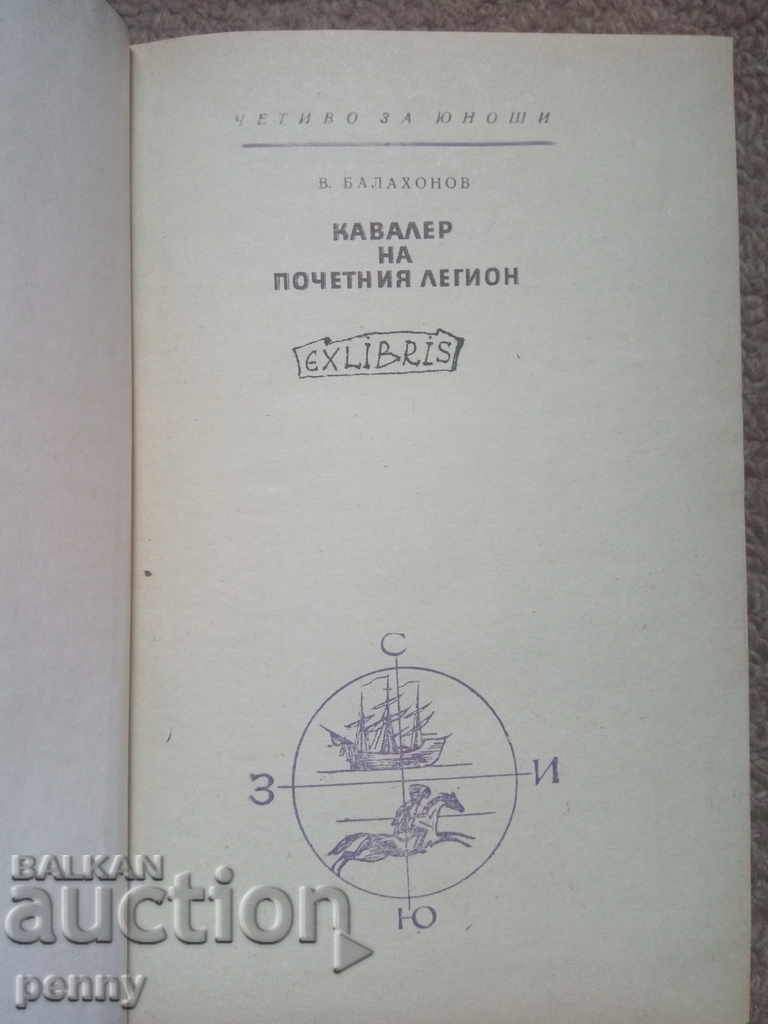 ЧЕТИВО ЗА ЮНОШИ
В. БАЛАХОНОВ
КАВАЛЕР
НА
ПОЧЕТНИЯ ЛЕГИОН
EXLIBRIS
С
З И
Ю
BALKAN
auction
penny